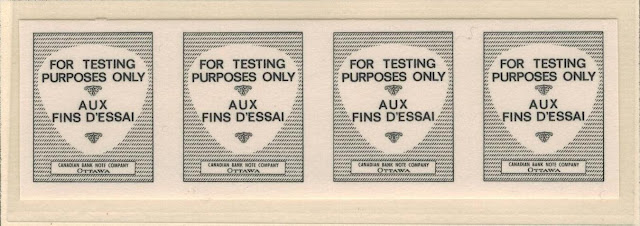 FOR TESTING
PURPOSES ONLY
AUX
FINS D'ESSAI
CANADIAN BANK NOTE COMPANY
OTTAWA
FOR TESTING
PURPOSES ONLY
AUX
FINS D'ESSAI
CANADIAN BANK NOTE COMPANY
OTTAWA
FOR TESTING
PURPOSES ONLY
AUX
FINS D'ESSAI
CANADIAN BANK NOTE COMPANY
OTTAWA
FOR TESTING
PURPOSES ONLY
AUX
FINS D'ESSAI
CANADIAN BANK NOTE COMPANY
OTTAWA